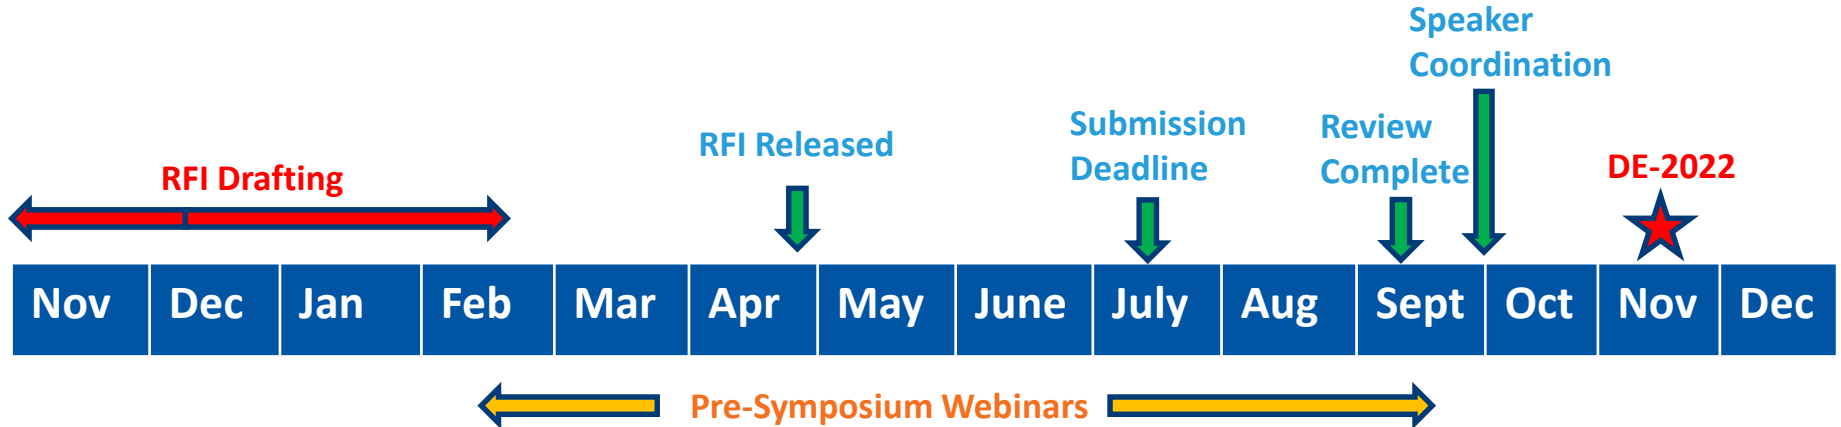 Speaker
Coordination
Submission
Deadline
Review
Complete
RFI Released
RFI Drafting
DE-2022
Nov
Dec
Jan
Feb
Mar
Apr
May
June
July
Aug
Sept
Oct
Nov
Dec
Pre-Symposium Webinars